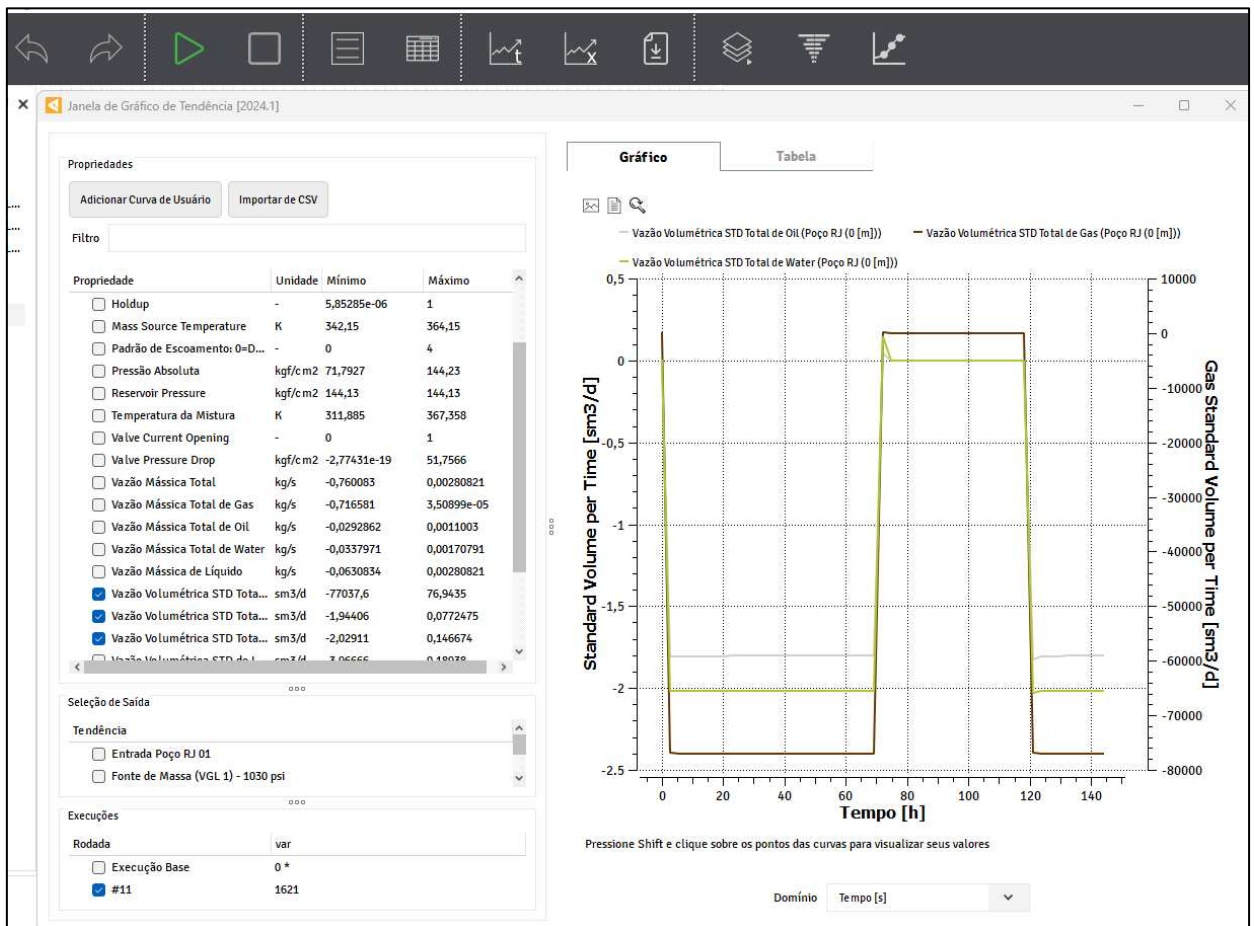 t
x
Janela de Gráfico de Tendência [2024.1]
Propriedades
Adicionar Curva de Usuário Importar de CSV
Filtro
Propriedade Unidade Mínimo Máximo
Holdup - 5,85285e-06 1
Mass Source Temperature K 342,15 364,15
Padrão de Escoamento: 0=D... - 0 4
Pressão Absoluta kgf/cm2 71,7927 144,23
Reservoir Pressure kgf/cm2 144,13 144,13
Temperatura da Mistura K 311,885 367,358
Valve Current Opening - 0 1
Valve Pressure Drop kgf/cm2 -2,77431e-19 51,7566
Vazão Mássica Total kg/s -0,760083 0,00280821
Vazão Mássica Total de Gas kg/s -0,716581 3,50899e-05
Vazão Mássica Total de Oil kg/s -0,0292862 0,0011003
Vazão Mássica Total de Water kg/s -0,0337971 0,00170791
Vazão Mássica de Líquido kg/s -0,0630834 0,00280821
Vazão Volumétrica STD Tota... sm3/d -77037,6 76,9435
Vazão Volumétrica STD Tota... sm3/d -1,94406 0,0772475
Vazão Volumétrica STD Tota... sm3/d -2,02911 0,146674
Seleção de Saída
Tendência
Entrada Poço RJ 01
Fonte de Massa (VGL 1) - 1030 psi
Execuções
Rodada var
Execução Base 0 *
#11 1621
Gráfico Tabela
Vazão Volumétrica STD Total de Oil (Poço RJ (0 [m])) Vazão Volumétrica STD Total de Gas (Poço RJ (0 [m]))
Vazão Volumétrica STD Total de Water (Poço RJ (0 [m]))
Standard Volume per Time [sm3/d]
0,5
0
-0,5
-1
-1,5
-2
-2.5
10000
0
-10000
-20000
-30000
-40000
-50000
-60000
-70000
-80000
Gas Standard Volume per Time [sm3/d]
0 20 40 60 80 100 120 140
Tempo [h]
Pressione Shift e clique sobre os pontos das curvas para visualizar seus valores
Domínio Tempo [s]